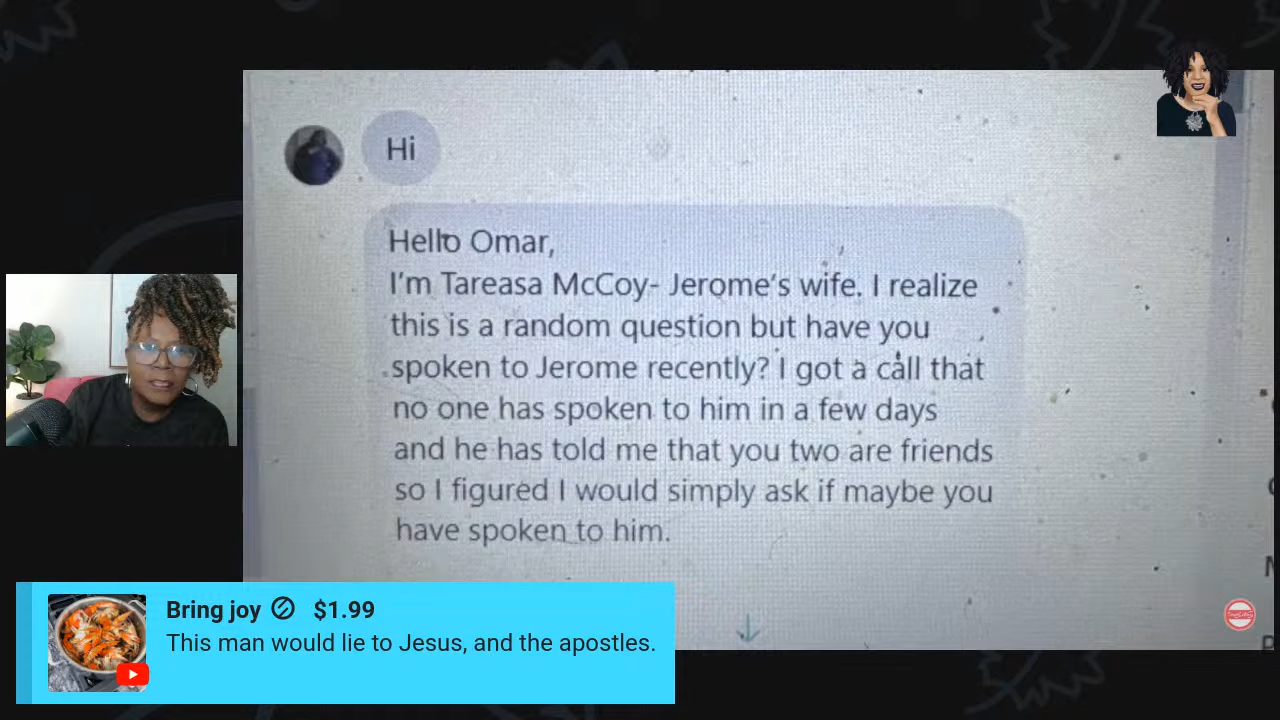 Hi
Hello Omar,
I'm Tareasa McCoy- Jerome's wife. I realize
this is a random question but have you
spoken to Jerome recently? I got a call that
no one has spoken to him in a few days
and he has told me that you two are friends
so I figured I would simply ask if maybe you
have spoken to him.
Bring joy $1.99
This man would lie to Jesus, and the apostles.